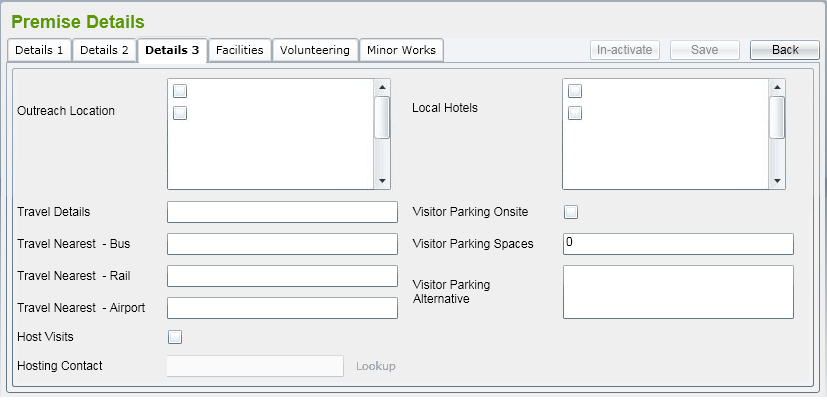 Premise Details
Details 1 Details 2 Details 3 Facilities Volunteering Minor Works In-activate Save Back
Outreach Location
Local Hotels
Travel Details
Visitor Parking Onsite
Travel Nearest - Bus
Visitor Parking Spaces 0
Travel Nearest - Rail
Visitor Parking
Alternative
Travel Nearest - Airport
Host Visits
Hosting Contact Lookup